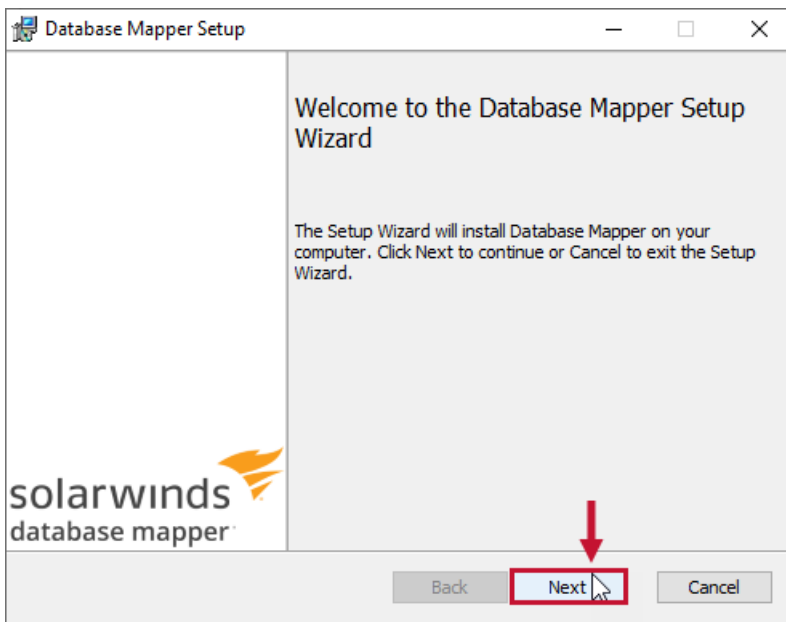 Database Mapper Setup
Welcome to the Database Mapper Setup
Wizard
The Setup Wizard will install Database Mapper on your
computer. Click Next to continue or Cancel to exit the Setup
Wizard.
solarwinds
database mapper
Back Next Cancel